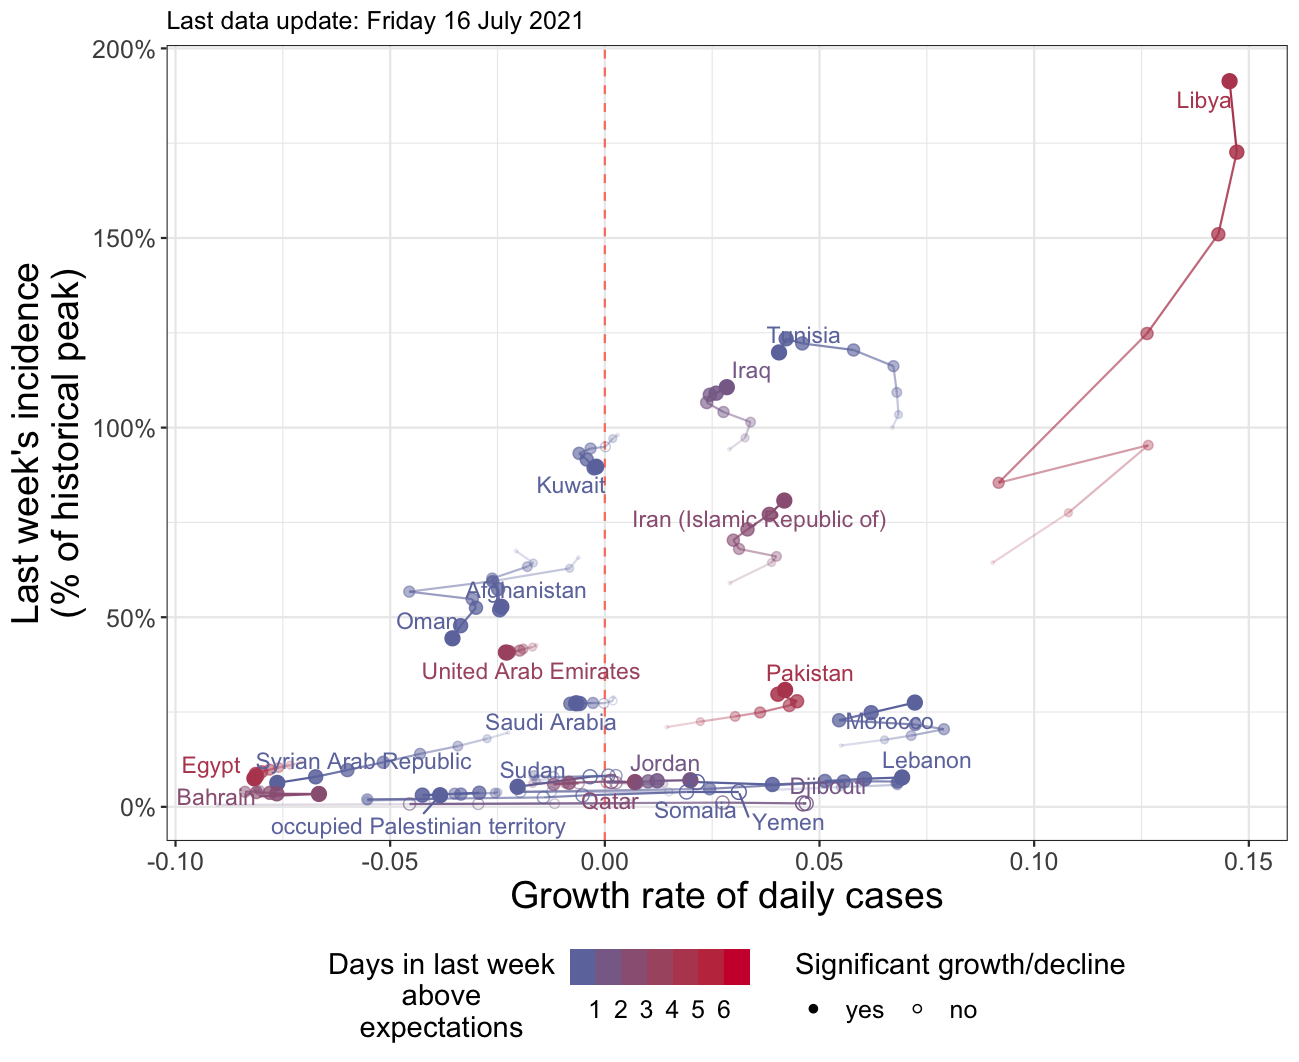 Last data update: Friday 16 July 2021
200%
150%
100%
50%
0%
Last week's incidence
(% of historical peak)
Libya
Tunisia
Iraq
Kuwait
Iran (Islamic Republic of)
Afghanistan
Oman
United Arab Emirates
Pakistan
Saudi Arabia
Morocco
Egypt
Syrian Arab Republic
Sudan
Jordan
Lebanon
Bahrain
Qatar
Djibouti
Somalia
occupied Palestinian territory
Yemen
-0.10 -0.05 0.00 0.05 0.10 0.15
Growth rate of daily cases
Days in last week
above
expectations
1 2 3 4 5 6
Significant growth/decline
yes no